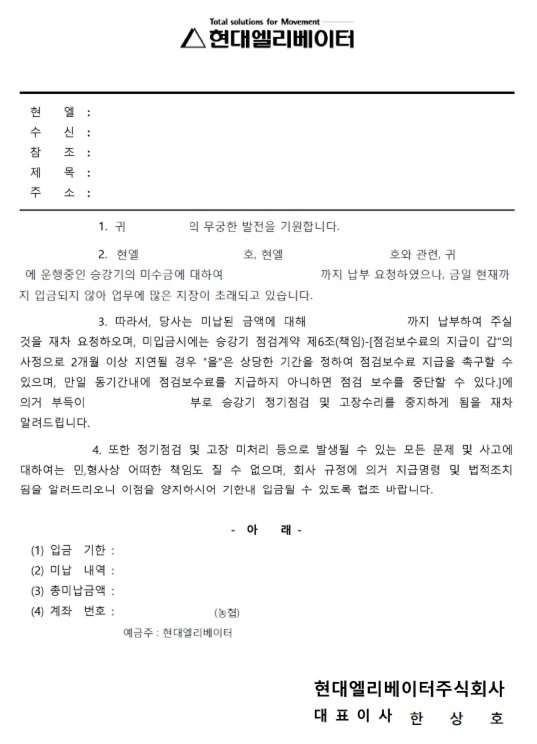 Total solutions for Movement
현대엘리베이터
현 엘 :
수 신 :
참 조 :
제 목 :
주 소 :
1. 귀 의 무궁한 발전을 기원합니다.
2. 현엘 호, 현엘 호와 관련, 귀
에 운행중인 승강기의 미수금에 대하여 까지 납부 요청하였으나, 금일 현재까
지 입금되지 않아 업무에 많은 지장이 초래되고 있습니다.
3. 따라서, 당사는 미납된 금액에 대해 까지 납부하여 주실
것을 재차 요청하오며, 미입금시에는 승강기 점검계약 제6조(책임)-[점검보수료의 지급이 갑"의
사정으로 2개월 이상 지연될 경우 "을"은 상당한 기간을 정하여 점검보수료 지급을 촉구할 수
있으며, 만일 동기간내에 점검보수료를 지급하지 아니하면 점검 보수를 중단할 수 있다.]에
의거 부득이 부로 승강기 정기점검 및 고장수리를 중지하게 됨을 재차
알려드립니다.
4. 또한 정기점검 및 고장 미처리 등으로 발생될 수 있는 모든 문제 및 사고에
대하여는 민,형사상 어떠한 책임도 질 수 없으며, 회사 규정에 의거 지급명령 및 법적조치
됨을 알려드리오니 이점을 양지하시어 기한내 입금될 수 있도록 협조 바랍니다.
- 아 래 -
(1) 입금 기한 :
(2) 미납 내역 :
(3) 총미납금액 :
(4) 계좌 번호 : (농협)
예금주 : 현대엘리베이터
현대엘리베이터주식회사
대 표 이 사 한 상 호